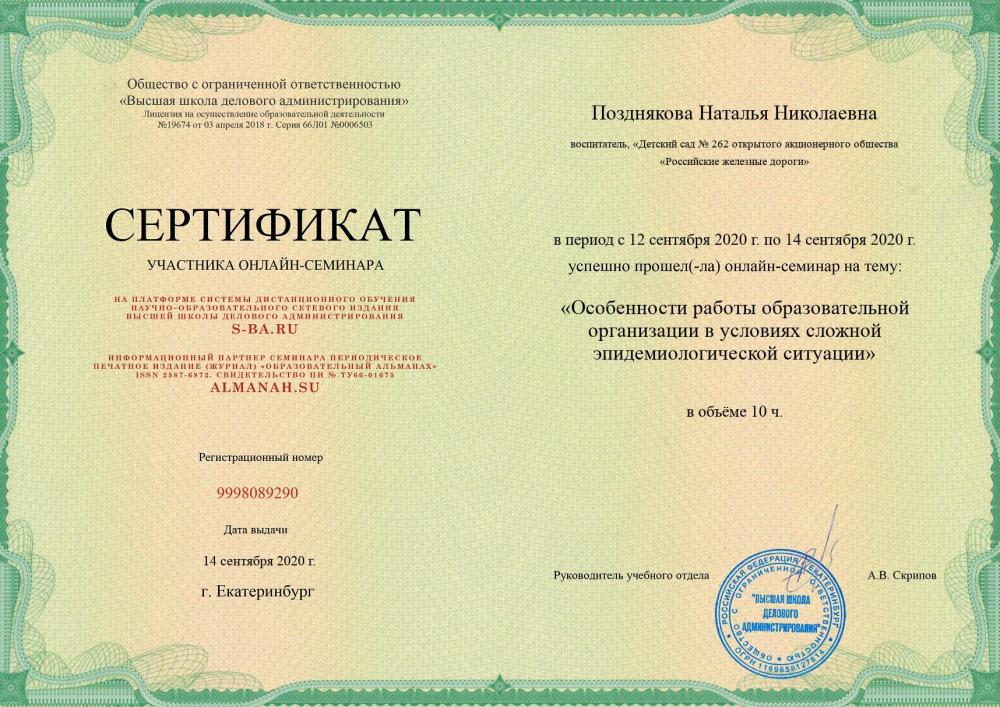 Общество с ограниченной ответственностью
«Высшая школа делового администрирования»
Лицензия на осуществление образовательной деятельности
№19674 от 03 апреля 2018 г. Серия 66Л01 №0006503
СЕРТИФИКАТ
УЧАСТНИКА ОНЛАЙН-СЕМИНАРА
НА ПЛАТФОРМЕ СИСТЕМЫ ДИСТАНЦИОННОГО ОБУЧЕНИЯ
НАУЧНО-ОБРАЗОВАТЕЛЬНОГО СЕТЕВОГО ИЗДАНИЯ
ВЫСШЕЙ ШКОЛЫ ДЕЛОВОГО АДМИНИСТРИРОВАНИЯ
S-BA.RU
ИНФОРМАЦИОННЫЙ ПАРТНЕР СЕМИНАРА ПЕРИОДИЧЕСКОЕ
ПЕЧАТНОЕ ИЗДАНИЕ (ЖУРНАЛ) «ОБРАЗОВАТЕЛЬНЫЙ АЛЬМАНАХ»
ISSN 2587-6872. СВИДЕТЕЛЬСТВО ПИ № ТУ66-01675
ALMANAH.SU
Регистрационный номер
9998089290
Дата выдачи
14 сентября 2020 г.
г. Екатеринбург
Позднякова Наталья Николаевна
воспитатель, «Детский сад № 262 открытого акционерного общества
«Российские железные дороги»
в период с 12 сентября 2020 г. по 14 сентября 2020 г.
успешно прошел(-ла) онлайн-семинар на тему:
«Особенности работы образовательной
организации в условиях сложной
эпидемиологической ситуации»
в объёме 10 ч.
Руководитель учебного отдела
А.В. Скрипов
РОССИЙСКАЯ ФЕДЕРАЦИЯ Г.ЕКАТЕРИНБУРГ
ОБЩЕСТВО С ОГРАНИЧЕННОЙ ОТВЕТСТВЕННОСТЬЮ
"ВЫСШАЯ ШКОЛА
ДЕЛОВОГО
АДМИНИСТРИРОВАНИЯ"
ОГРН 1169658127814